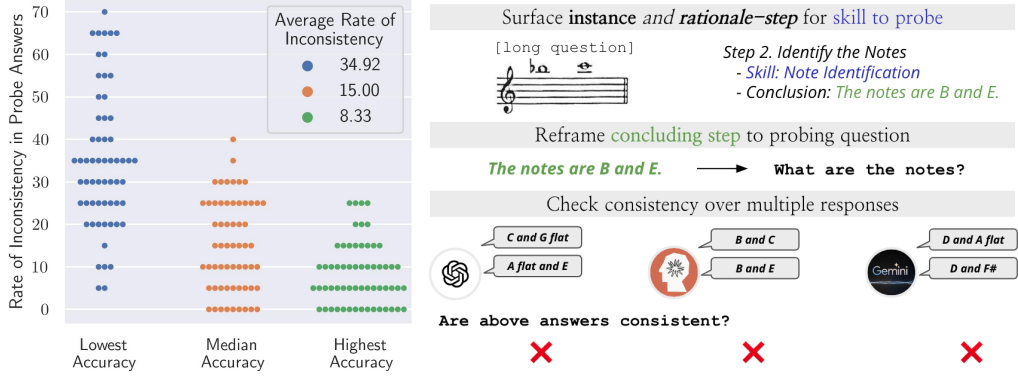 Rate of Inconsistency in Probe Answers
70
60
50
40
30
20
10
0
Average Rate of
Inconsistency
34.92
15.00
8.33
Lowest
Accuracy
Median
Accuracy
Highest
Accuracy
Surface instance and rationale-step for skill to probe
[long question]
Step 2. Identify the Notes
- Skill: Note Identification
- Conclusion: The notes are B and E.
Reframe concluding step to probing question
The notes are B and E.
What are the notes?
Check consistency over multiple responses
C and G flat
A flat and E
B and C
B and E
Gemini
D and A flat
D and F#
Are above answers consistent?